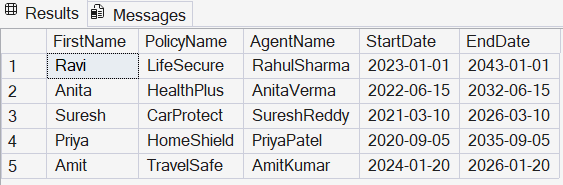 Results Messages
FirstName PolicyName AgentName StartDate EndDate
1 Ravi LifeSecure RahulSharma 2023-01-01 2043-01-01
2 Anita HealthPlus AnitaVerma 2022-06-15 2032-06-15
3 Suresh CarProtect SureshReddy 2021-03-10 2026-03-10
4 Priya HomeShield PriyaPatel 2020-09-05 2035-09-05
5 Amit TravelSafe AmitKumar 2024-01-20 2026-01-20